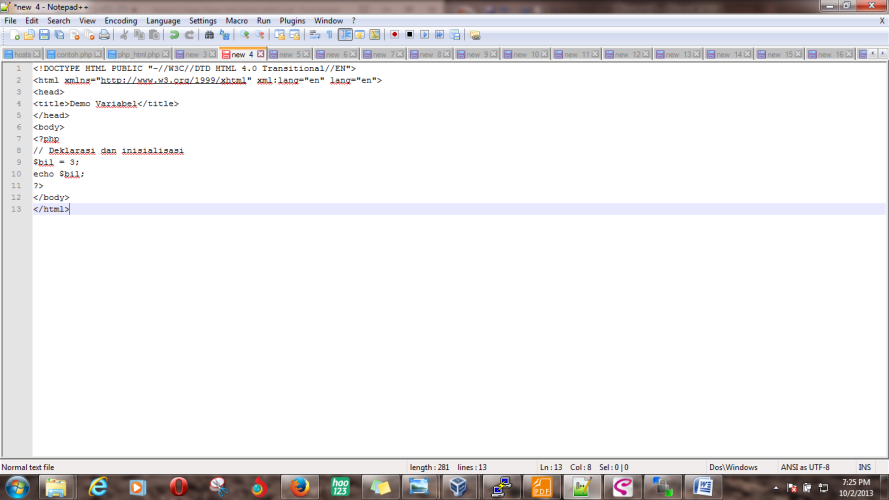 *new 4 - Notepad++
File Edit Search View Encoding Language Settings Macro Run Plugins Window ?
X
hosts contoh.php php_html.php new 3 new 4 new 5 new 6 new 7 new 8 new 9 new 10 new 11 new 12 new 13 new 14 new 15 new 16
1 <!DOCTYPE HTML PUBLIC "-//W3C//DTD HTML 4.0 Transitional//EN">
2 <html xmlns="http://www.w3.org/1999/xhtml" xml:lang="en" lang="en">
3 <head>
4 <title>Demo Variabel</title>
5 </head>
6 <body>
7 <?php
8 // Deklarasi dan inisialisasi
9 $bil = 3;
10 echo $bil;
11 ?>
12 </body>
13 </html>
Normal text file length : 281 lines : 13 Ln : 13 Col : 8 Sel : 0 | 0 Dos\Windows ANSI as UTF-8 INS
hao
123
PDF
7:25 PM
10/2/2013